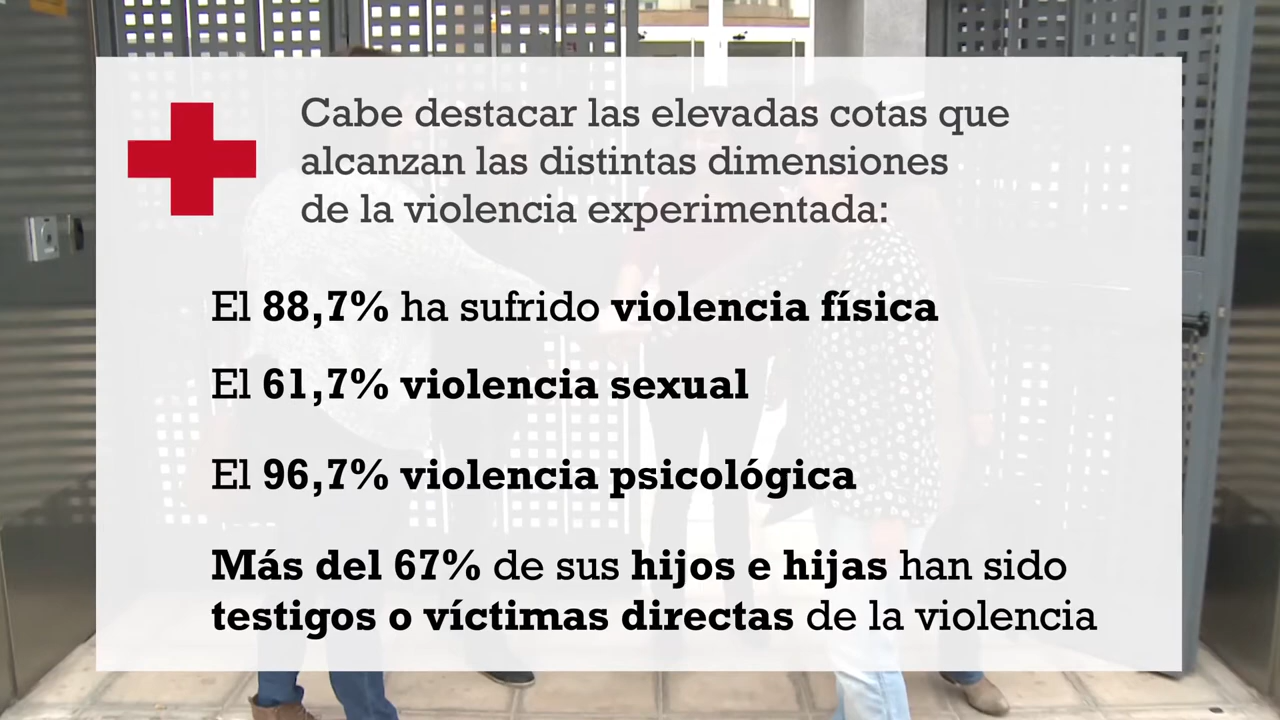 Cabe destacar las elevadas cotas que
alcanzan las distintas dimensiones
de la violencia experimentada:
El 88,7% ha sufrido violencia física
El 61,7% violencia sexual
El 96,7% violencia psicológica
Más del 67% de sus hijos e hijas han sido
testigos o víctimas directas de la violencia